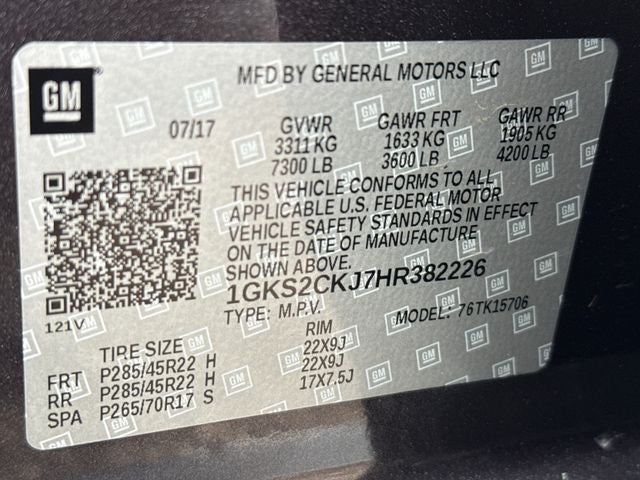 GM
MFD BY GENERAL MOTORS LLC
07/17 GVWR GAWR FRT GAWR RR
3311 KG 1633 KG 1905 KG
7300 LB 3600 LB 4200 LB
THIS VEHICLE CONFORMS TO ALL
APPLICABLE U.S. FEDERAL MOTOR
VEHICLE SAFETY STANDARDS IN EFFECT
ON THE DATE OF MANUFACTURE
SHOWN ABOVE.
1GKS2CKJ7HR382226
121V TYPE: M.P.V. MODEL: 76TK15706
TIRE SIZE RIM
FRT P285/45R22 H 22X9J
RR P285/45R22 H 22X9J
SPA P265/70R17 S 17X7.5J